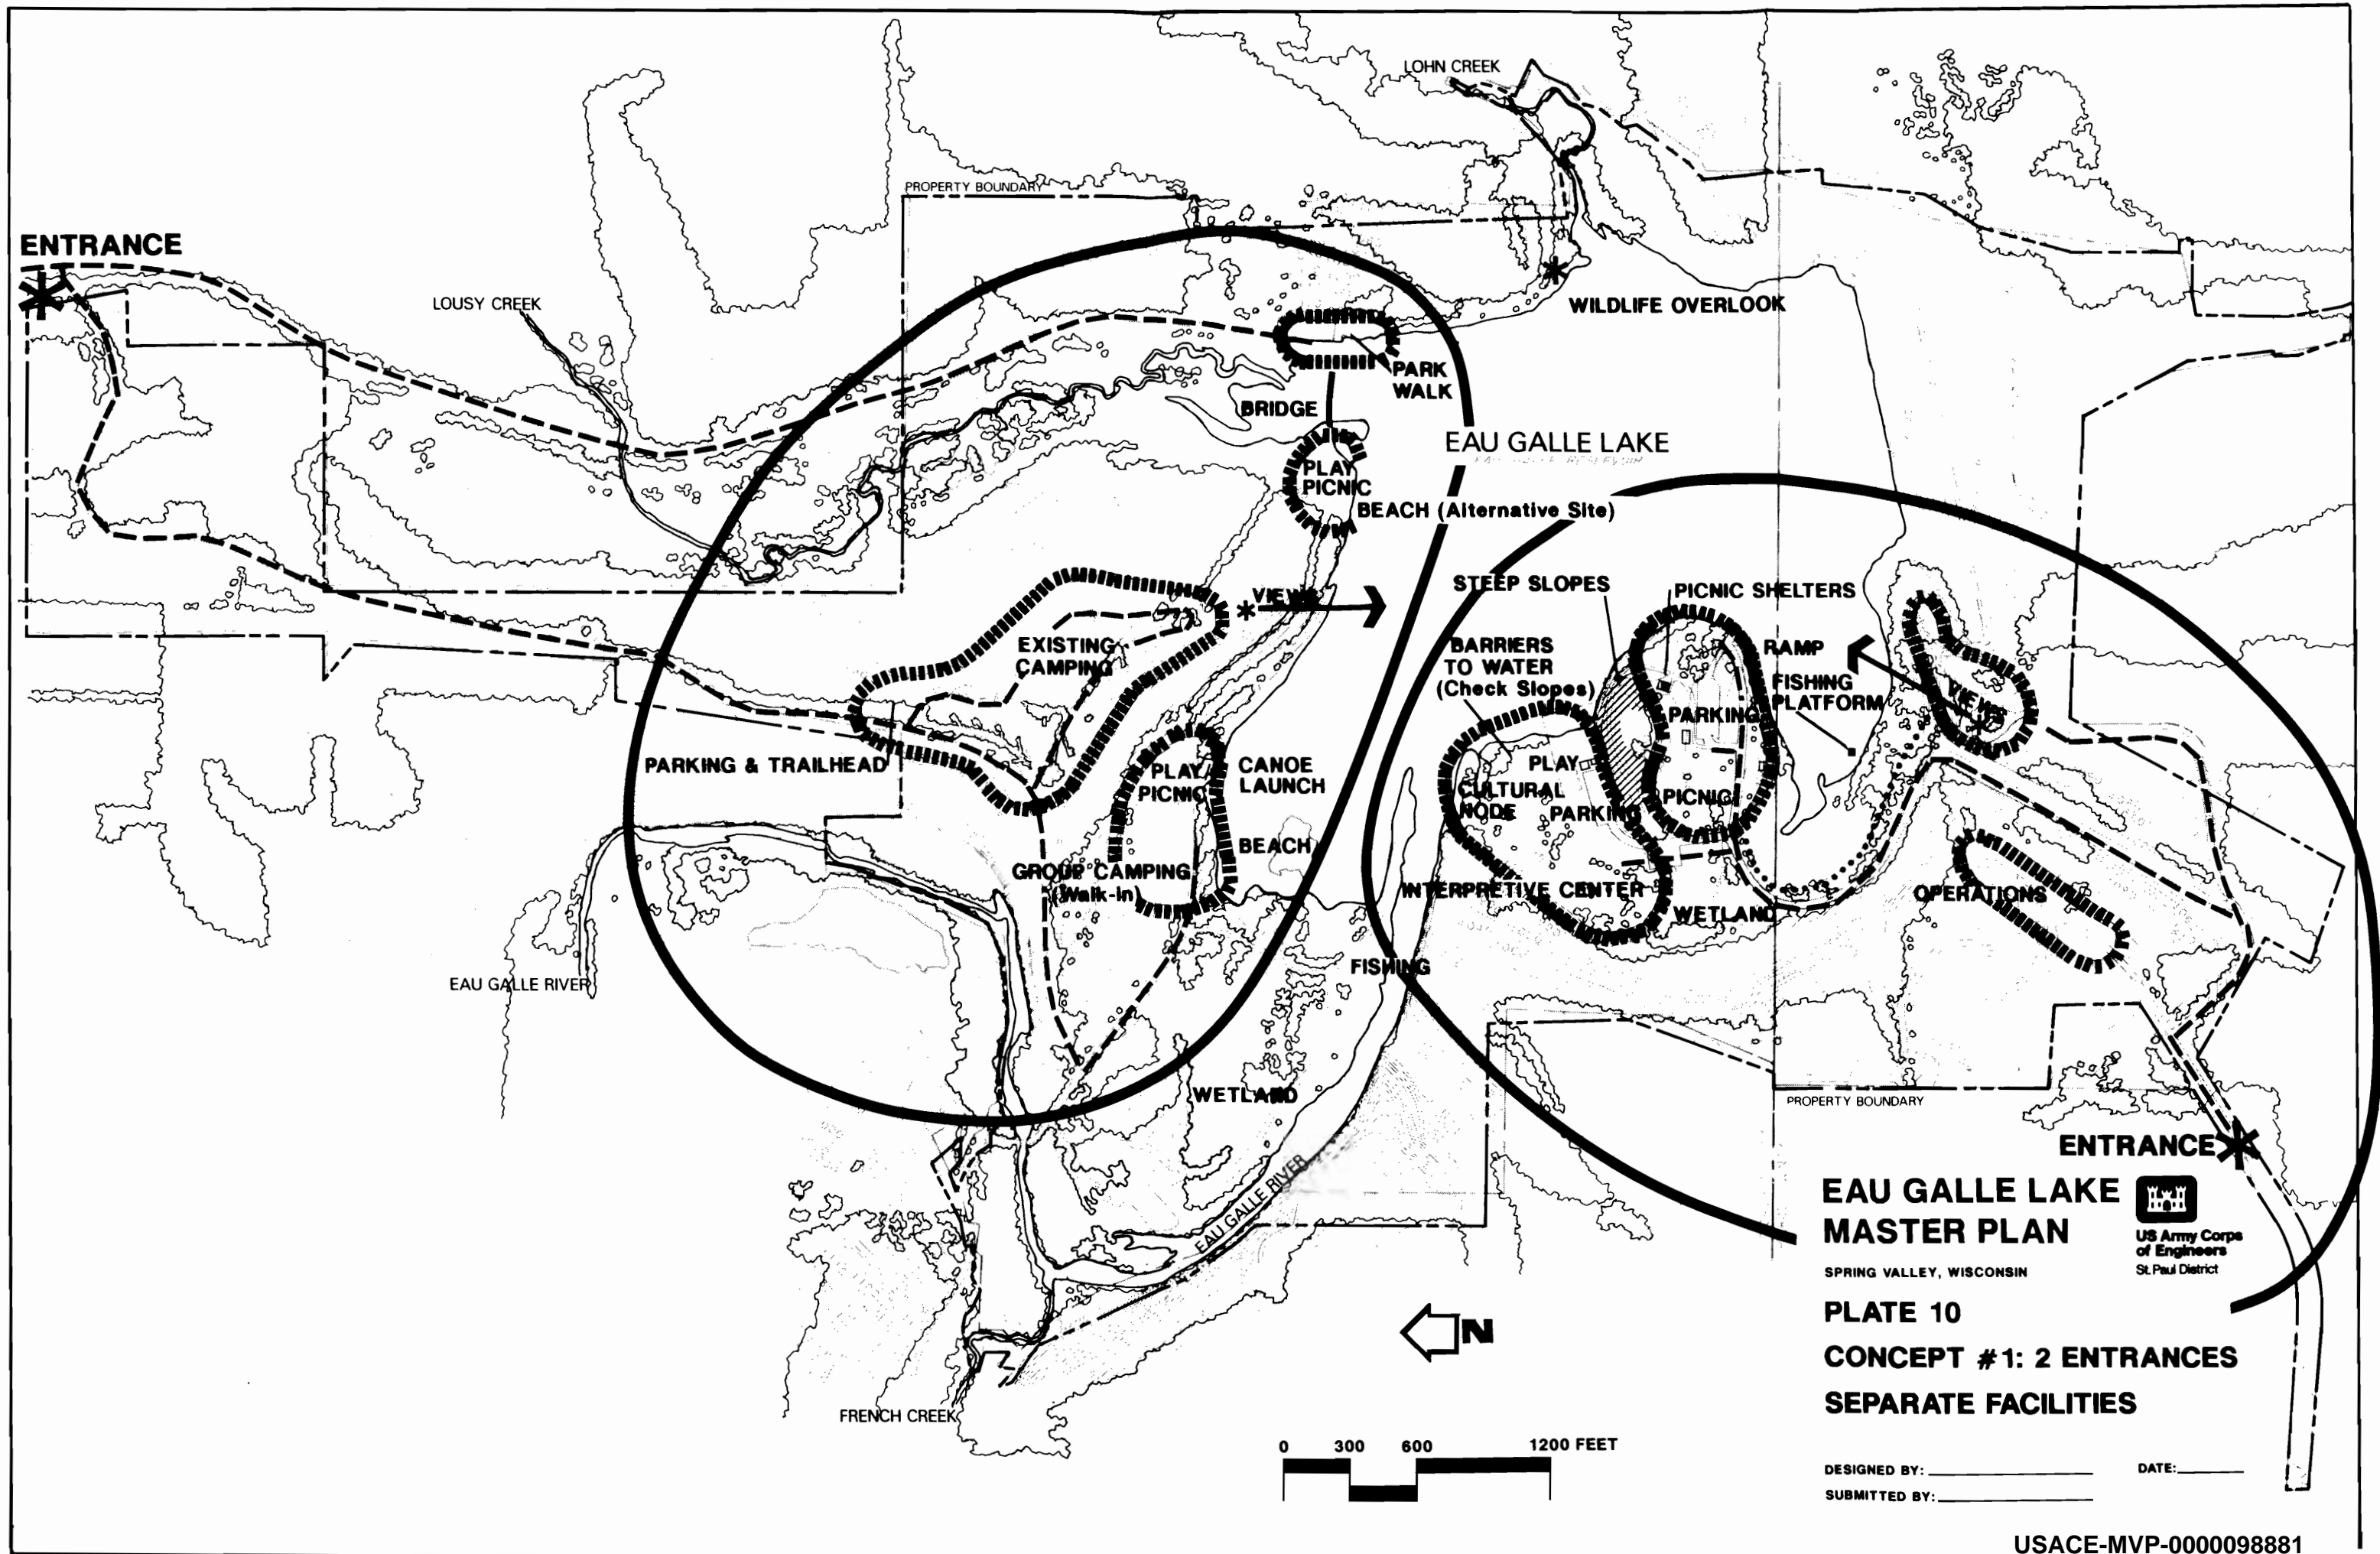 LOHN CREEK
PROPERTY BOUNDARY
ENTRANCE
LOUSY CREEK
WILDLIFE OVERLOOK
PARK
WALK
BRIDGE
EAU GALLE LAKE
PLAY
PICNIC
BEACH (Alternative Site)
VIEWS
STEEP SLOPES
PICNIC SHELTERS
EXISTING
CAMPING
BARRIERS
TO WATER
(Check Slopes)
RAMP
FISHING
PLATFORM
VIEWS
PARKING
PARKING & TRAILHEAD
PLAY
PICNIC
CANOE
LAUNCH
PLAY
CULTURAL
NODE
PARKING
PICNIC
BEACH
GROUP CAMPING
(Walk-in)
INTERPRETIVE CENTER
WETLAND
OPERATIONS
FISHING
EAU GALLE RIVER
WETLAND
PROPERTY BOUNDARY
ENTRANCE
EAU GALLE RIVER
EAU GALLE LAKE
MASTER PLAN
US Army Corps
of Engineers
St. Paul District
SPRING VALLEY, WISCONSIN
PLATE 10
CONCEPT #1: 2 ENTRANCES
SEPARATE FACILITIES
N
FRENCH CREEK
0 300 600 1200 FEET
DESIGNED BY: DATE:
SUBMITTED BY:
USACE-MVP-0000098881